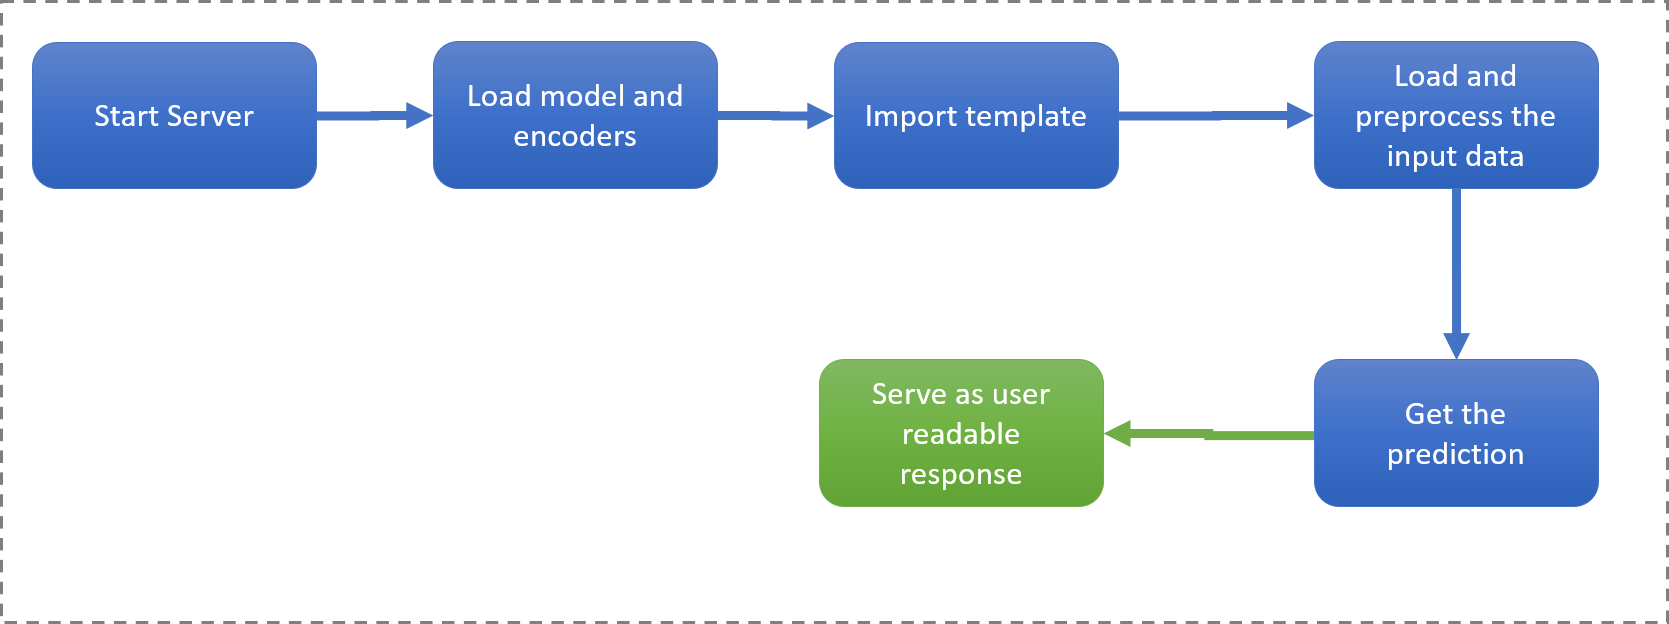 Start Server
Load model and
encoders
Import template
Load and
preprocess the
input data
Get the
prediction
Serve as user
readable
response